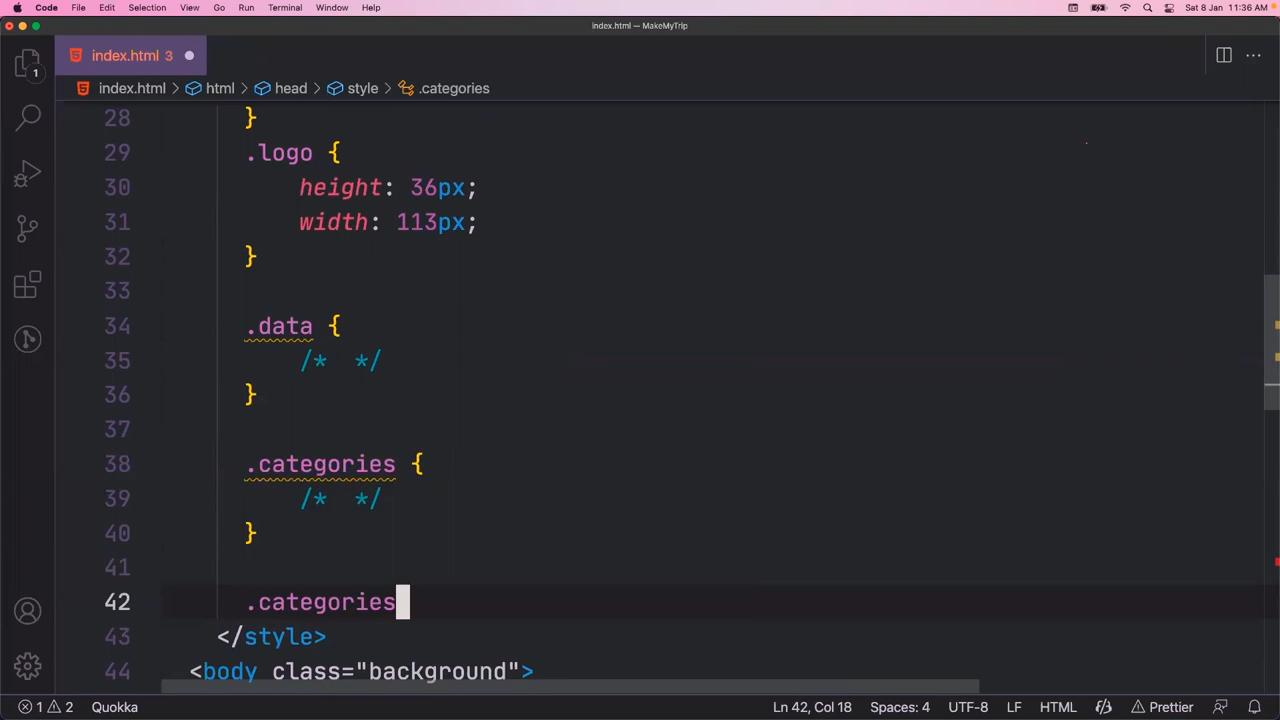 Code File Edit Selection View Go Run Terminal Window Help Sat 8 Jan 11:36 AM
index.html — MakeMyTrip
index.html 3
index.html > html > head > style > .categories
28 }
29 .logo {
30 height: 36px;
31 width: 113px;
32 }
33
34 .data {
35 /* */
36 }
37
38 .categories {
39 /* */
40 }
41
42 .categories
43 </style>
44 <body class="background">
1
1 2 Quokka Ln 42, Col 18 Spaces: 4 UTF-8 LF HTML Prettier